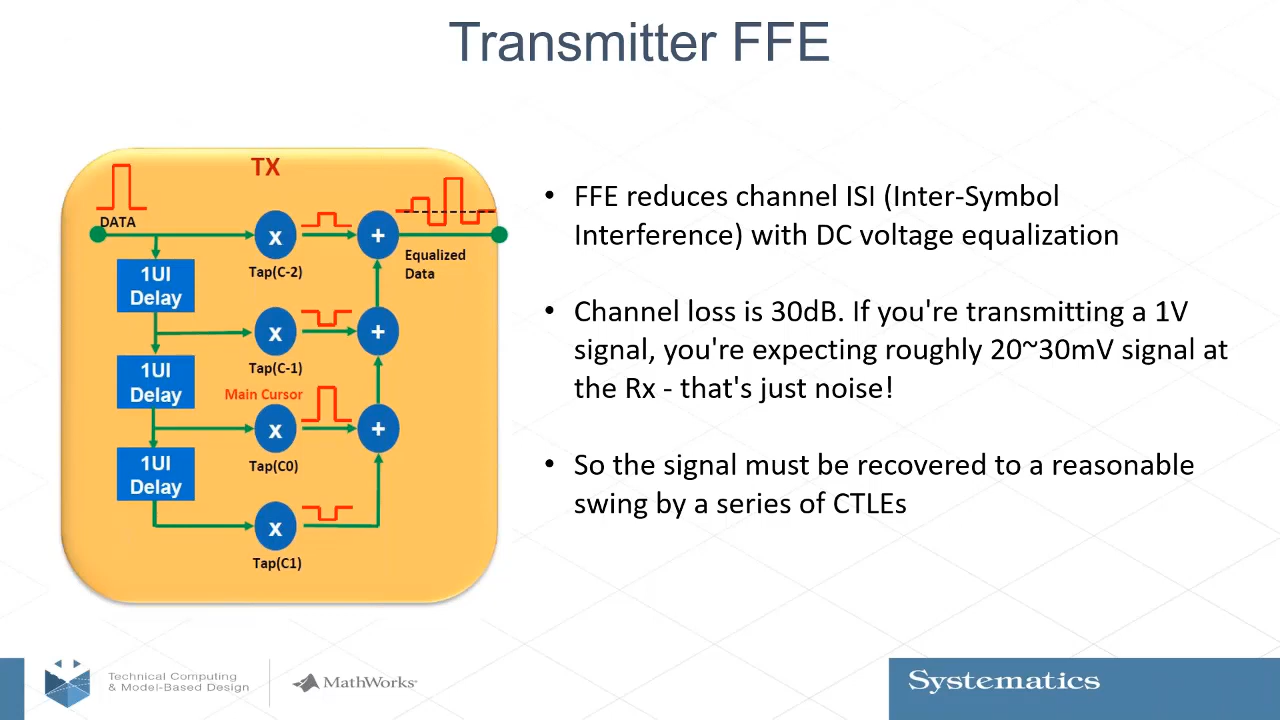 Transmitter FFE
TX
DATA
x
+
Tap(C-2)
Equalized
Data
1UI
Delay
x
+
Tap(C-1)
1UI
Delay
Main Cursor
x
+
Tap(C0)
1UI
Delay
x
Tap(C1)
• FFE reduces channel ISI (Inter-Symbol
Interference) with DC voltage equalization
• Channel loss is 30dB. If you're transmitting a 1V
signal, you're expecting roughly 20~30mV signal at
the Rx - that's just noise!
• So the signal must be recovered to a reasonable
swing by a series of CTLEs
Technical Computing
& Model-Based Design
MathWorks
Systematics